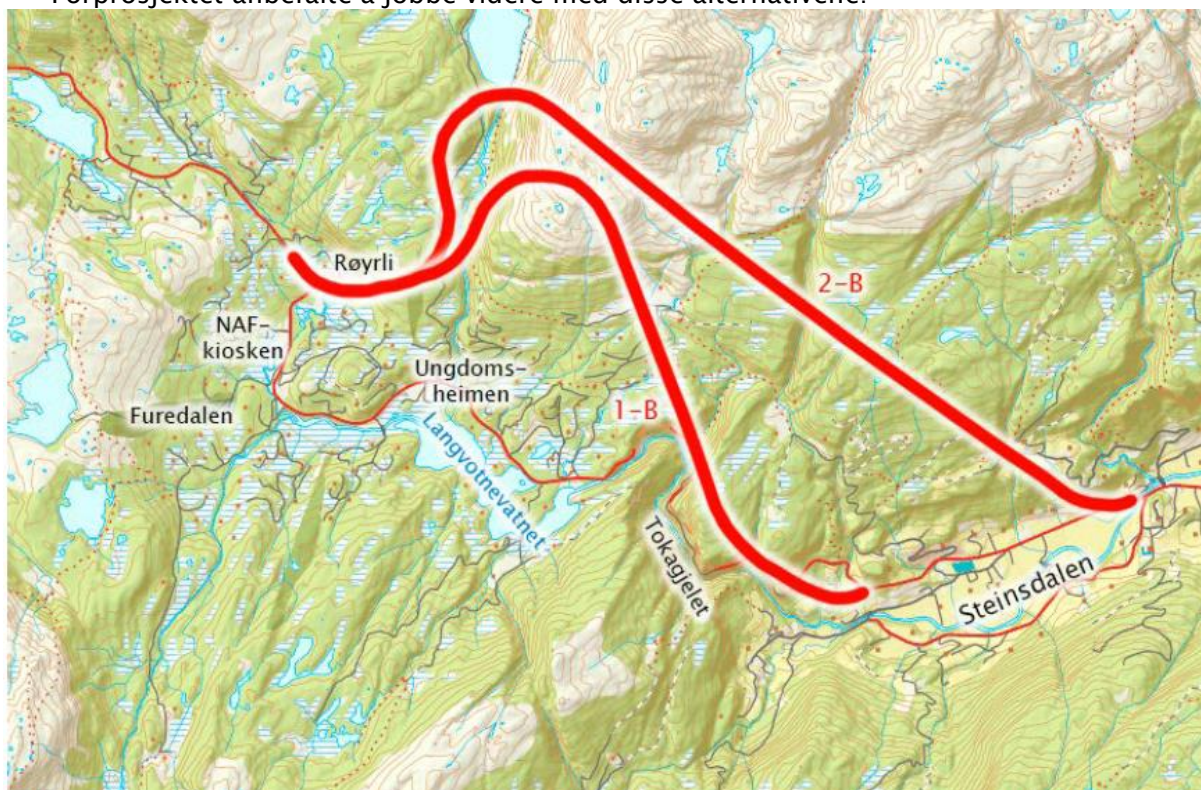 Forprosjektet anbefalte å jobbe videre med disse alternativene:
Røyrli
2-B
NAF-
kiosken
Ungdoms-
heimen
1-B
Furedalen
Langvotnevatnet
Tokagjelet
Steinsdalen